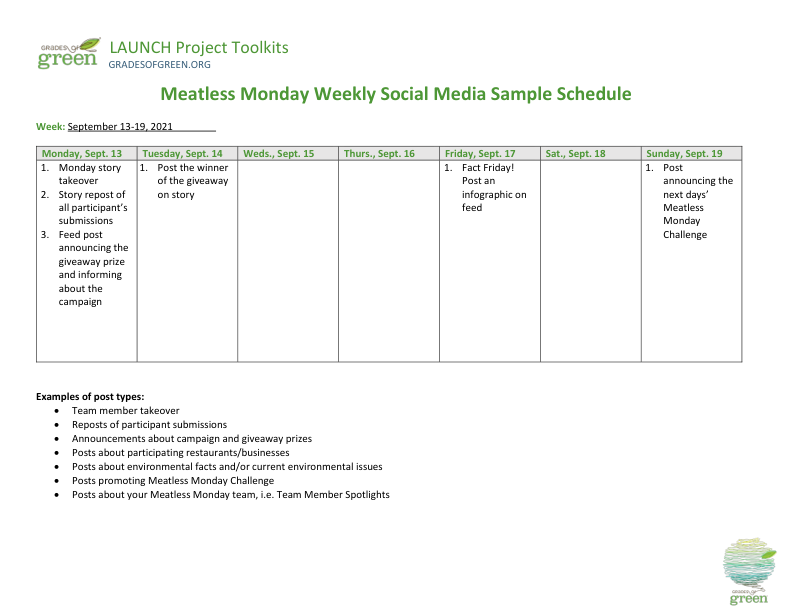 GRADES OF
green
LAUNCH Project Toolkits
GRADESOFGREEN.ORG
Meatless Monday Weekly Social Media Sample Schedule
Week: September 13-19, 2021
Monday, Sept. 13
1. Monday story
takeover
2. Story repost of
all participant's
submissions
3. Feed post
announcing the
giveaway prize
and informing
about the
campaign
Tuesday, Sept. 14
1. Post the winner
of the giveaway
on story
Weds., Sept. 15
Thurs., Sept. 16
Friday, Sept. 17
1. Fact Friday!
Post an
infographic on
feed
Sat., Sept. 18
Sunday, Sept. 19
1. Post
announcing the
next days’
Meatless
Monday
Challenge
Examples of post types:
• Team member takeover
• Reposts of participant submissions
• Announcements about campaign and giveaway prizes
• Posts about participating restaurants/businesses
• Posts about environmental facts and/or current environmental issues
• Posts promoting Meatless Monday Challenge
• Posts about your Meatless Monday team, i.e. Team Member Spotlights
GRADES OF
green